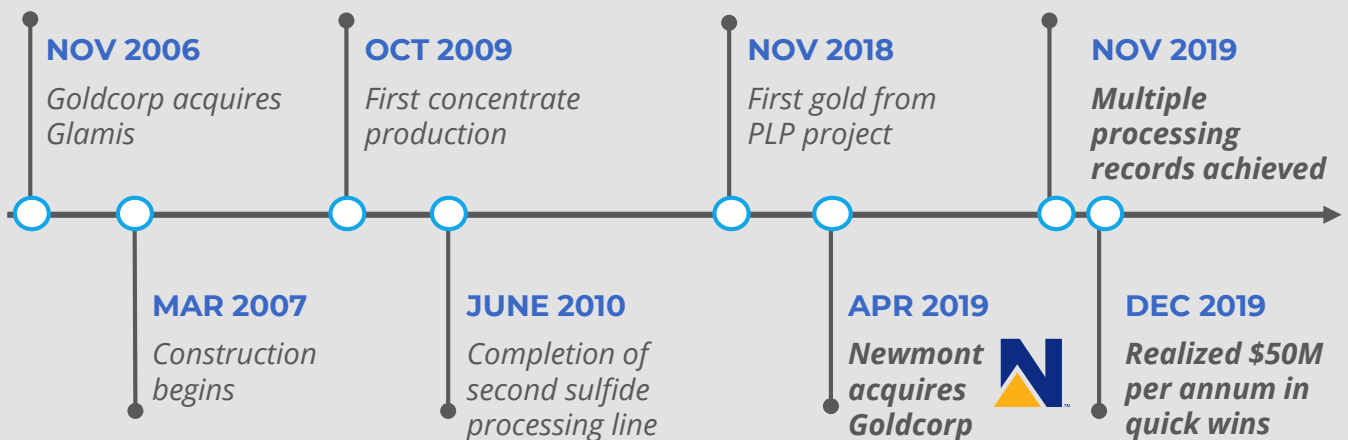 NOV 2006
Goldcorp acquires
Glamis
OCT 2009
First concentrate
production
NOV 2018
First gold from
PLP project
NOV 2019
Multiple
processing
records achieved
MAR 2007
Construction
begins
JUNE 2010
Completion of
second sulfide
processing line
APR 2019
Newmont
acquires
Goldcorp
N
™
DEC 2019
Realized $50M
per annum in
quick wins